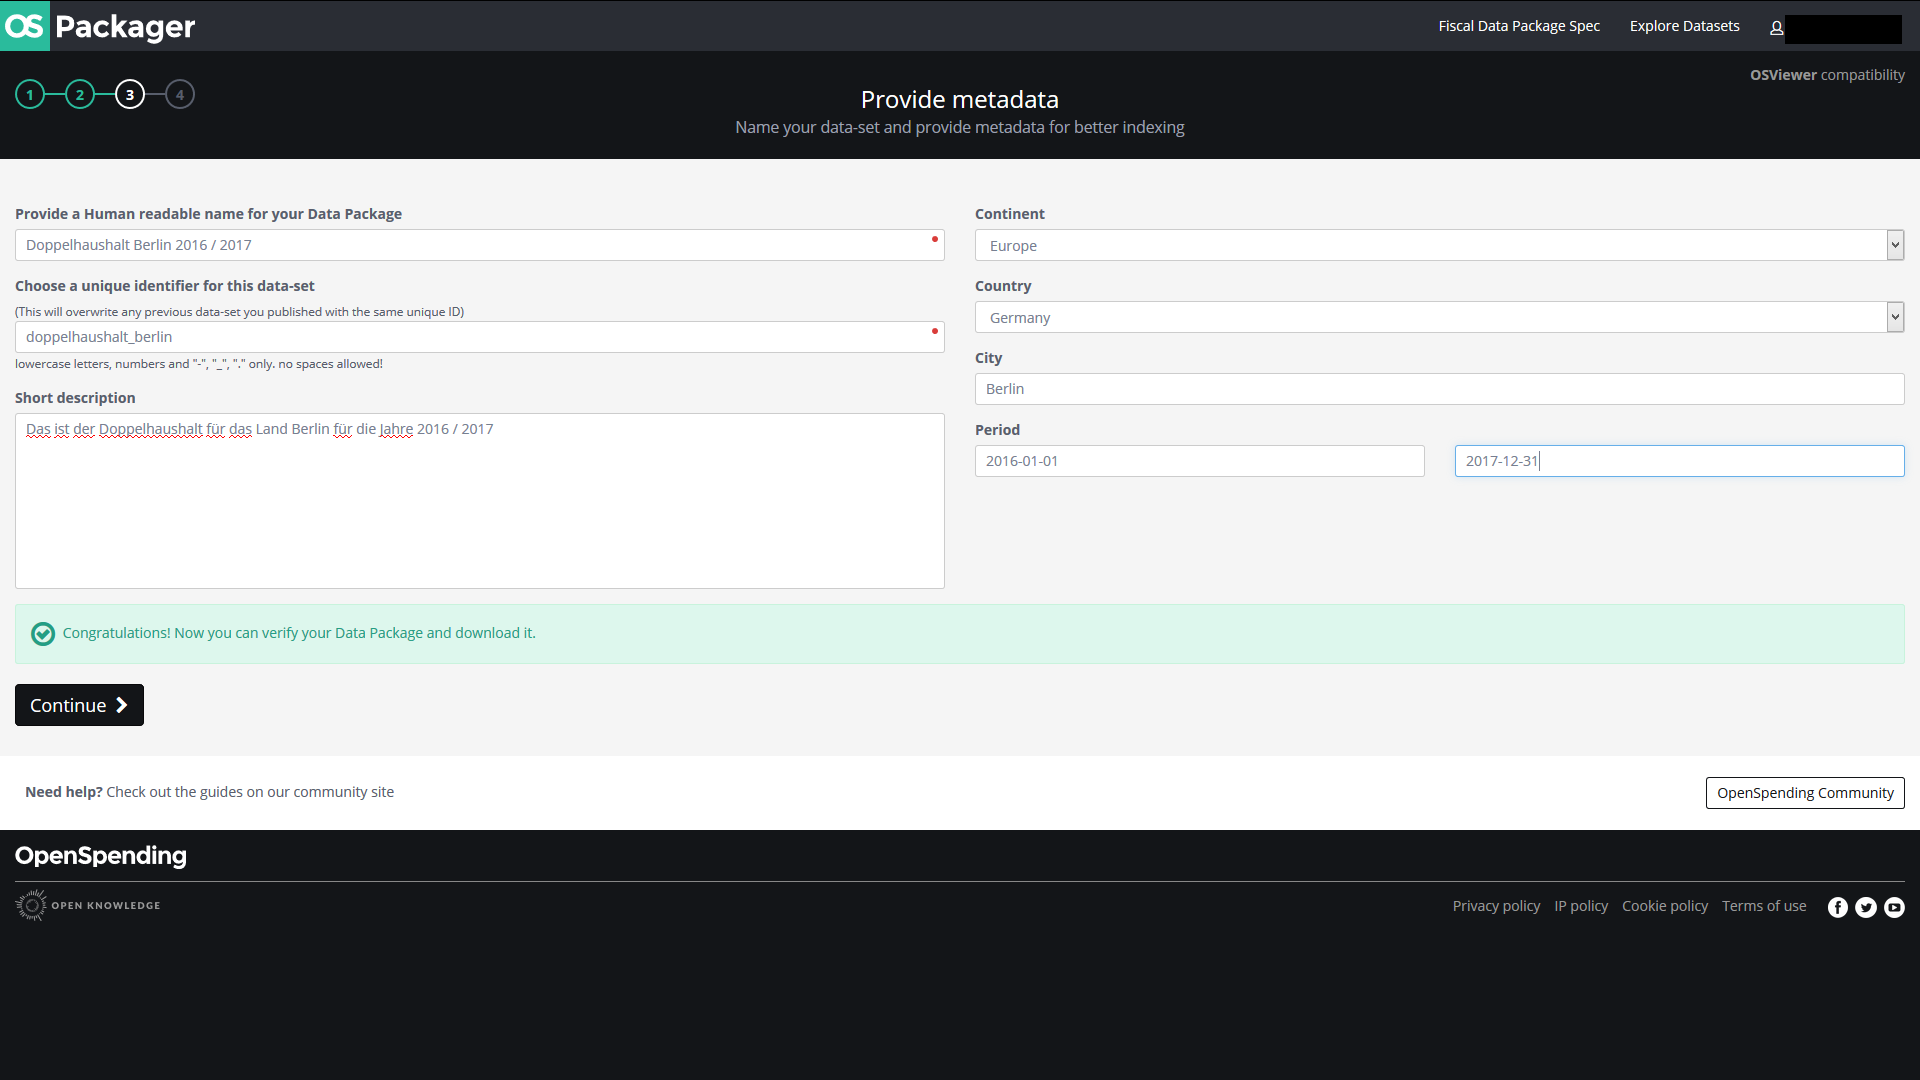 OS Packager
Fiscal Data Package Spec
Explore Datasets
1 2 3 4
OSViewer compatibility
Provide metadata
Name your data-set and provide metadata for better indexing
Provide a Human readable name for your Data Package
Doppelhaushalt Berlin 2016 / 2017
Choose a unique identifier for this data-set
(This will overwrite any previous data-set you published with the same unique ID)
doppelhaushalt_berlin
lowercase letters, numbers and "-", "_", "." only. no spaces allowed!
Short description
Das ist der Doppelhaushalt für das Land Berlin für die Jahre 2016 / 2017
Continent
Europe
Country
Germany
City
Berlin
Period
2016-01-01
2017-12-31
Congratulations! Now you can verify your Data Package and download it.
Continue
Need help? Check out the guides on our community site
OpenSpending Community
OpenSpending
OPEN KNOWLEDGE
Privacy policy
IP policy
Cookie policy
Terms of use